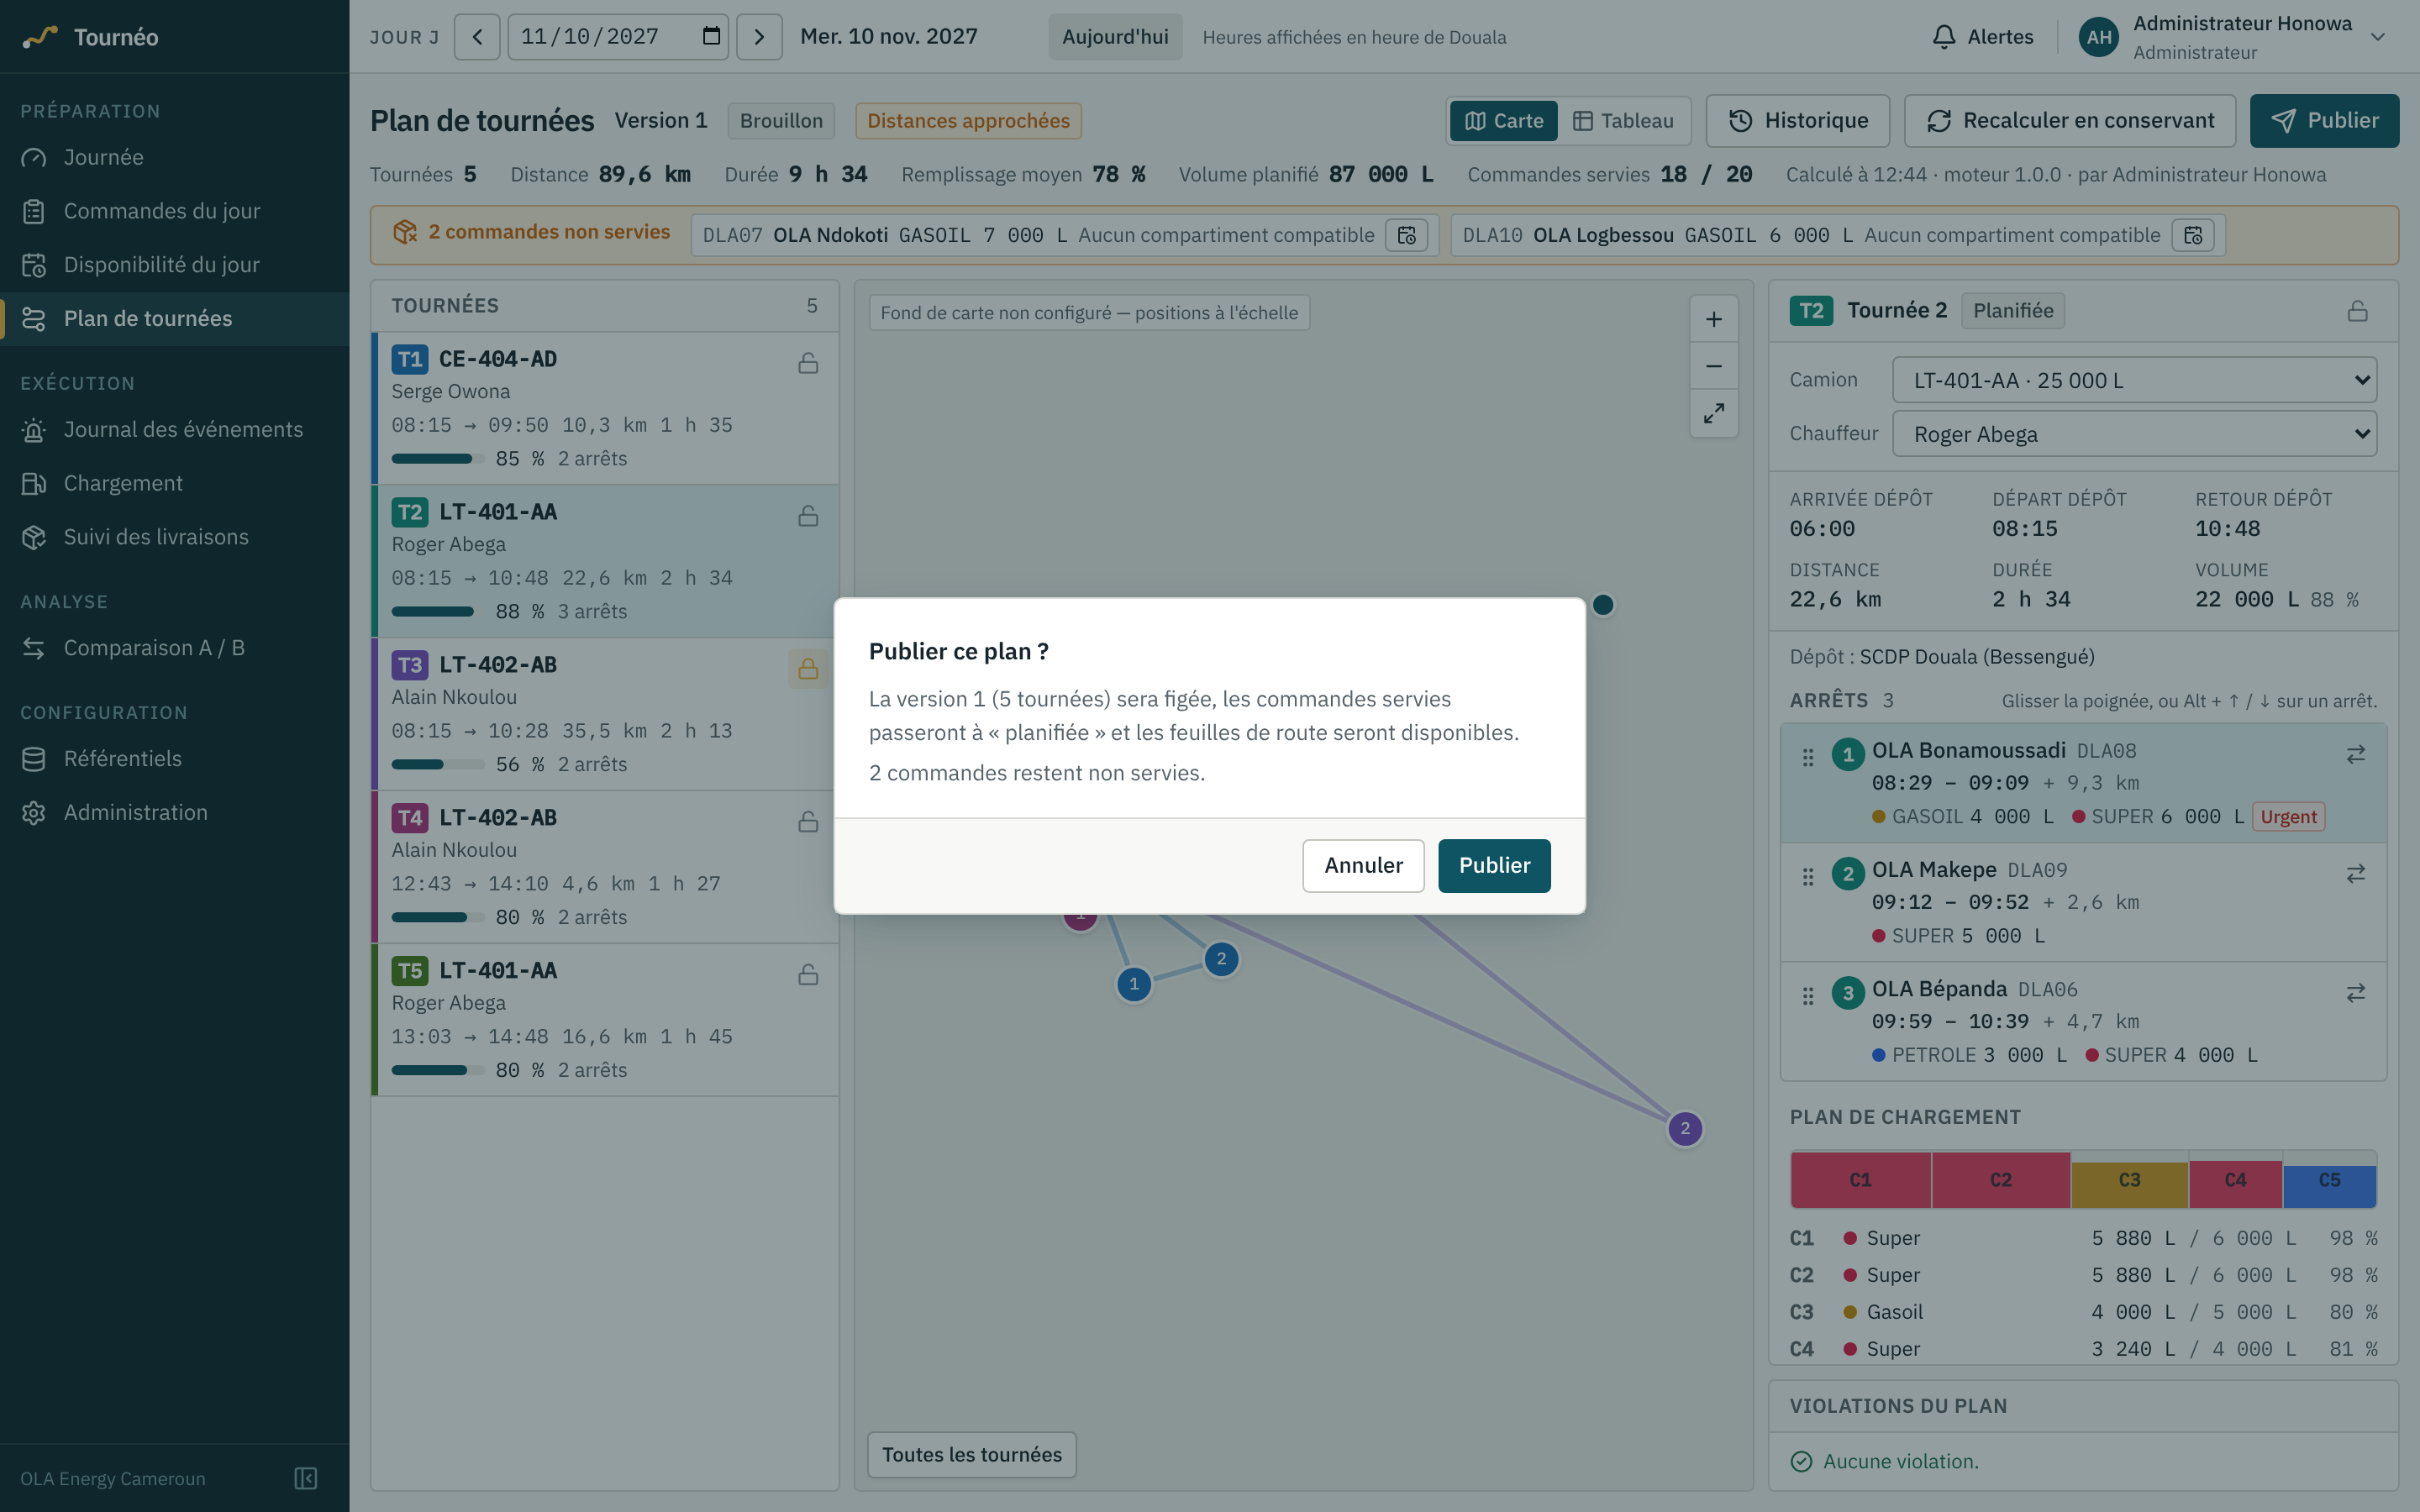 Tournéo
JOUR J
11/10/2027
Mer. 10 nov. 2027
Aujourd'hui
Heures affichées en heure de Douala
Alertes
AH
Administrateur Honowa
Administrateur
PRÉPARATION
Journée
Commandes du jour
Disponibilité du jour
Plan de tournées
EXÉCUTION
Journal des événements
Chargement
Suivi des livraisons
ANALYSE
Comparaison A / B
CONFIGURATION
Référentiels
Administration
OLA Energy Cameroun
Plan de tournées Version 1 Brouillon Distances approchées
Carte Tableau Historique Recalculer en conservant Publier
Tournées 5 Distance 89,6 km Durée 9 h 34 Remplissage moyen 78 % Volume planifié 87 000 L Commandes servies 18 / 20 Calculé à 12:44 · moteur 1.0.0 · par Administrateur Honowa
2 commandes non servies DLA07 OLA Ndokoti GASOIL 7 000 L Aucun compartiment compatible DLA10 OLA Logbessou GASOIL 6 000 L Aucun compartiment compatible
TOURNÉES 5
T1 CE-404-AD
Serge Owona
08:15 → 09:50 10,3 km 1 h 35
85 % 2 arrêts
T2 LT-401-AA
Roger Abega
08:15 → 10:48 22,6 km 2 h 34
88 % 3 arrêts
T3 LT-402-AB
Alain Nkoulou
08:15 → 10:28 35,5 km 2 h 13
56 % 2 arrêts
T4 LT-402-AB
Alain Nkoulou
12:43 → 14:10 4,6 km 1 h 27
80 % 2 arrêts
T5 LT-401-AA
Roger Abega
13:03 → 14:48 16,6 km 1 h 45
80 % 2 arrêts
Fond de carte non configuré — positions à l'échelle
+
−
Publier ce plan ?
La version 1 (5 tournées) sera figée, les commandes servies
passeront à « planifiée » et les feuilles de route seront disponibles.
2 commandes restent non servies.
Annuler Publier
1
2
1
2
Toutes les tournées
T2 Tournée 2 Planifiée
Camion LT-401-AA · 25 000 L
Chauffeur Roger Abega
ARRIVÉE DÉPÔT DÉPART DÉPÔT RETOUR DÉPÔT
06:00 08:15 10:48
DISTANCE DURÉE VOLUME
22,6 km 2 h 34 22 000 L 88 %
Dépôt : SCDP Douala (Bessengué)
ARRÊTS 3 Glisser la poignée, ou Alt + ↑ / ↓ sur un arrêt.
1 OLA Bonamoussadi DLA08
08:29 – 09:09 + 9,3 km
GASOIL 4 000 L SUPER 6 000 L Urgent
2 OLA Makepe DLA09
09:12 – 09:52 + 2,6 km
SUPER 5 000 L
3 OLA Bépanda DLA06
09:59 – 10:39 + 4,7 km
PETROLE 3 000 L SUPER 4 000 L
PLAN DE CHARGEMENT
C1 C2 C3 C4 C5
C1 Super 5 880 L / 6 000 L 98 %
C2 Super 5 880 L / 6 000 L 98 %
C3 Gasoil 4 000 L / 5 000 L 80 %
C4 Super 3 240 L / 4 000 L 81 %
VIOLATIONS DU PLAN
Aucune violation.